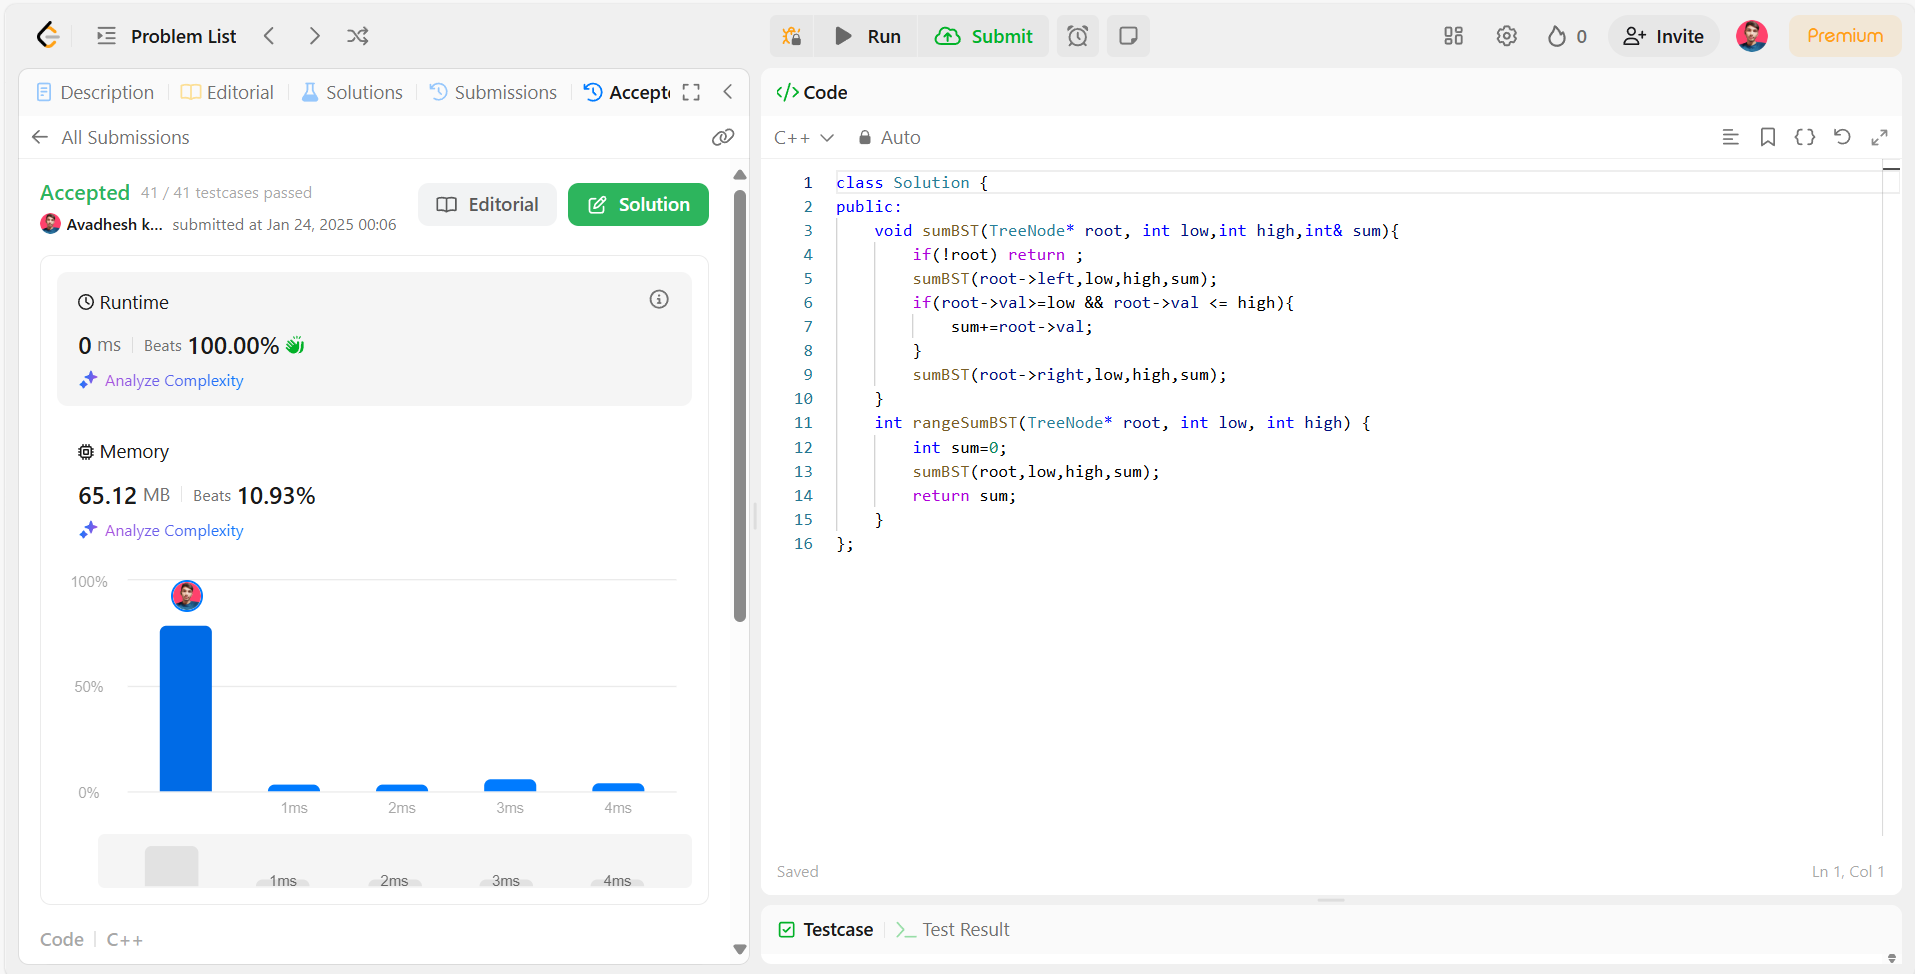 Problem List
Run
Submit
0
Invite
Premium
Description
Editorial
Solutions
Submissions
Accept
All Submissions
Accepted 41 / 41 testcases passed
Avadhesh k... submitted at Jan 24, 2025 00:06
Editorial
Solution
Runtime
0 ms Beats 100.00%
Analyze Complexity
Memory
65.12 MB Beats 10.93%
Analyze Complexity
100%
50%
0%
1ms 2ms 3ms 4ms
1ms 2ms 3ms 4ms
Code C++
</> Code
C++ Auto
1 class Solution {
2 public:
3     void sumBST(TreeNode* root, int low,int high,int& sum){
4         if(!root) return ;
5         sumBST(root->left,low,high,sum);
6         if(root->val>=low && root->val <= high){
7             sum+=root->val;
8         }
9         sumBST(root->right,low,high,sum);
10     }
11     int rangeSumBST(TreeNode* root, int low, int high) {
12         int sum=0;
13         sumBST(root,low,high,sum);
14         return sum;
15     }
16 };
Saved
Ln 1, Col 1
Testcase
Test Result